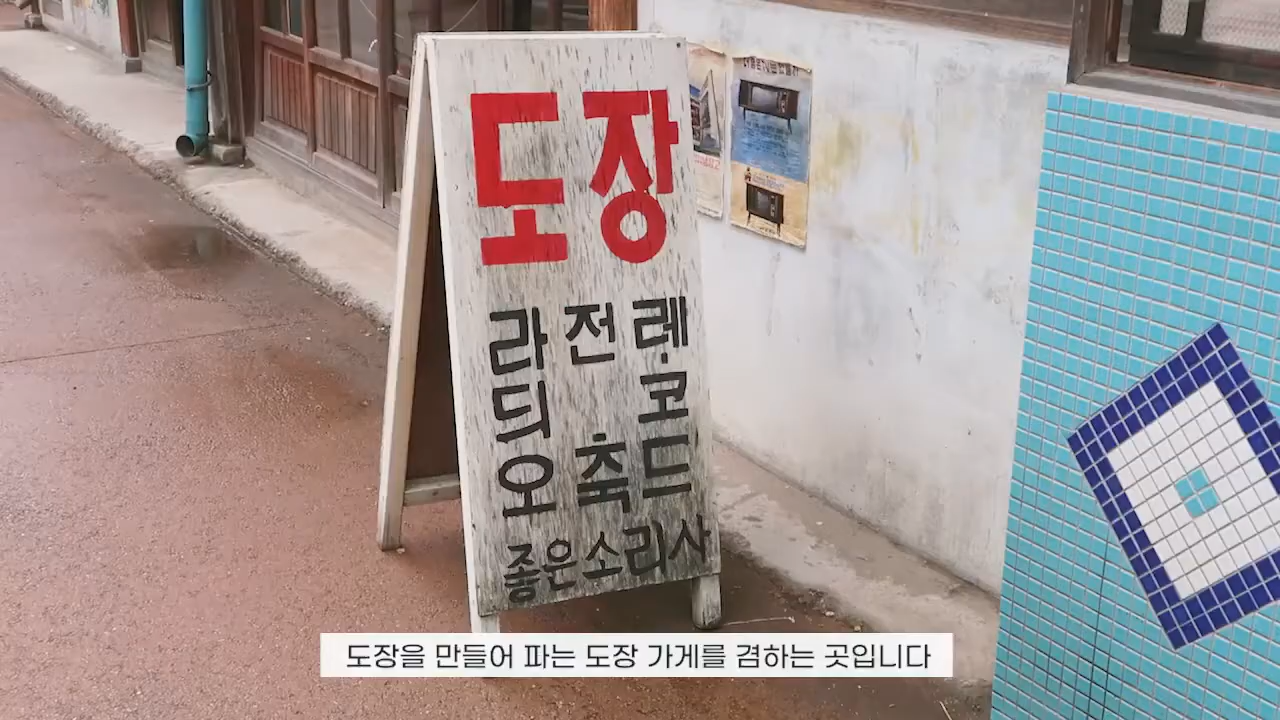 도장
라듸오
전축
레코드
좋은소리사
도장을 만들어 파는 도장 가게를 겸하는 곳입니다